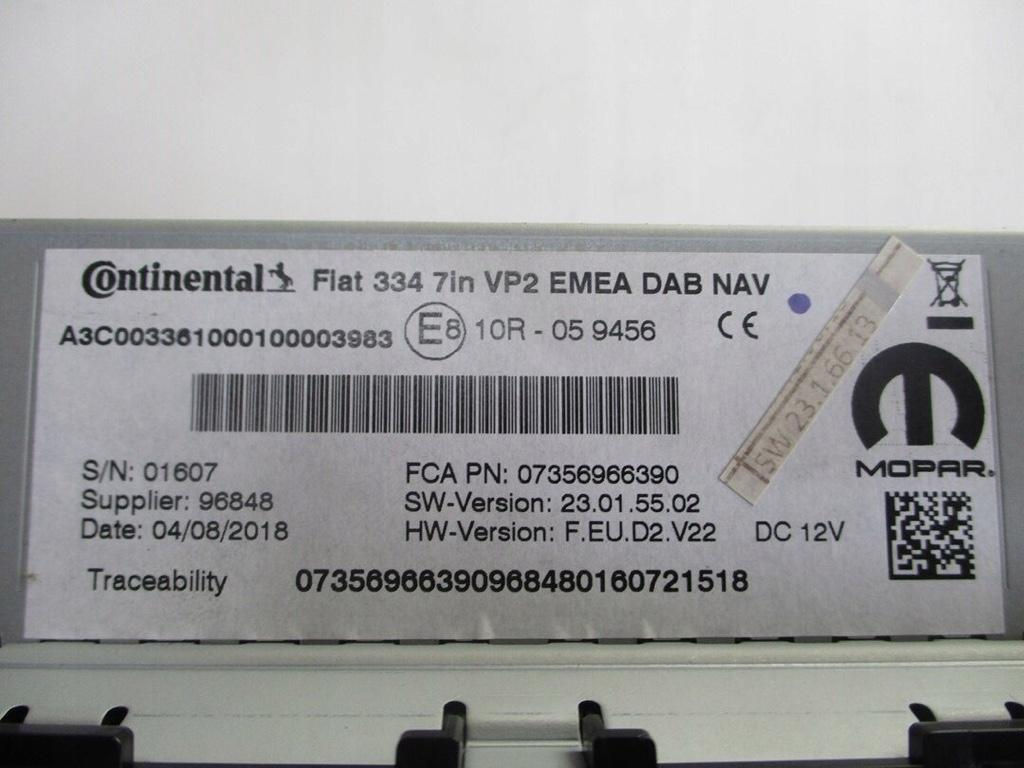 Continental Fiat 334 7in VP2 EMEA DAB NAV
A3C0033610001000039​83 E8 10R - 05 9456 CE
SW 23.1.66.13
MOPAR®
S/N: 01607 FCA PN: 07356966390
Supplier: 96848 SW-Version: 23.01.55.02
Date: 04/08/2018 HW-Version: F.EU.D2.V22 DC 12V
Traceability 07356966390968480160721518